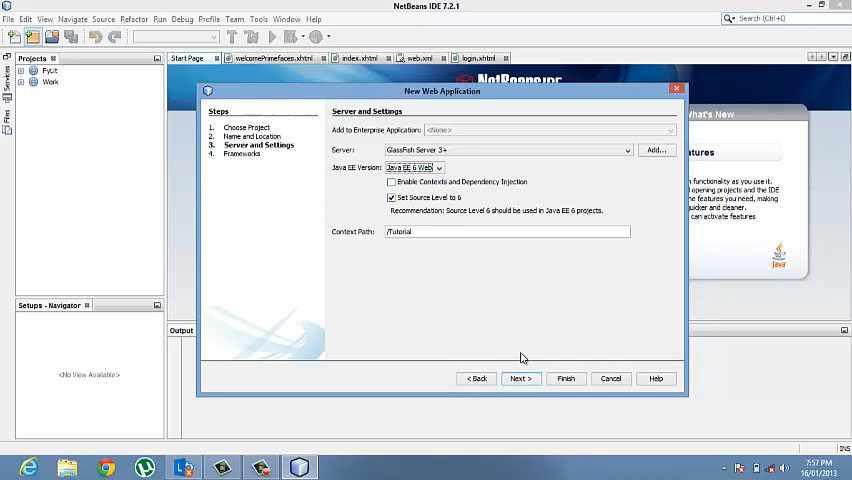 NetBeans IDE 7.2.1
File Edit View Navigate Source Refactor Run Debug Profile Team Tools Window Help
Search (Ctrl+I)
Projects
Start Page welcomePrimefaces.xhtml index.xhtml web.xml login.xhtml
Services
Files
FyLit
Work
New Web Application
Steps
1. Choose Project
2. Name and Location
3. Server and Settings
4. Frameworks
Server and Settings
Add to Enterprise Application: <None>
Server: GlassFish Server 3+ Add...
Java EE Version: Java EE 6 Web
Enable Contexts and Dependency Injection
Set Source Level to 6
Recommendation: Source Level 6 should be used in Java EE 6 projects.
Context Path: /Tutorial
< Back Next > Finish Cancel Help
What's New
atures
n functionality as you use it.
d opening projects and the IDE
e features you need, making
quicker and cleaner.
can activate features
Java
Setups - Navigator
<No View Available>
Output
INS
7:57 PM
16/01/2013